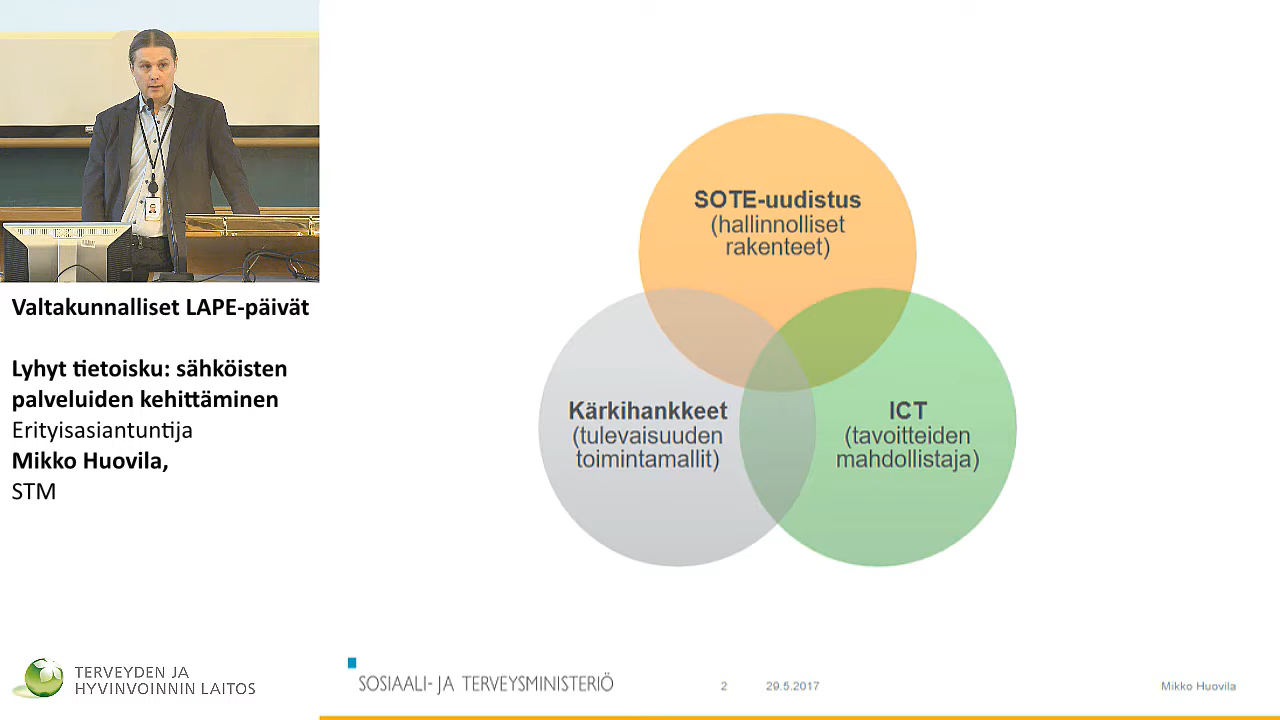 Valtakunnalliset LAPE-päivät
Lyhyt tietoisku: sähköisten
palveluiden kehittäminen
Erityisasiantuntija
Mikko Huovila,
STM
TERVEYDEN JA
HYVINVOINNIN LAITOS
SOTE-uudistus
(hallinnolliset
rakenteet)
Kärkihankkeet
(tulevaisuuden
toimintamallit)
ICT
(tavoitteiden
mahdollistaja)
SOSIAALI- JA TERVEYSMINISTERIÖ
2
29.5.2017
Mikko Huovila